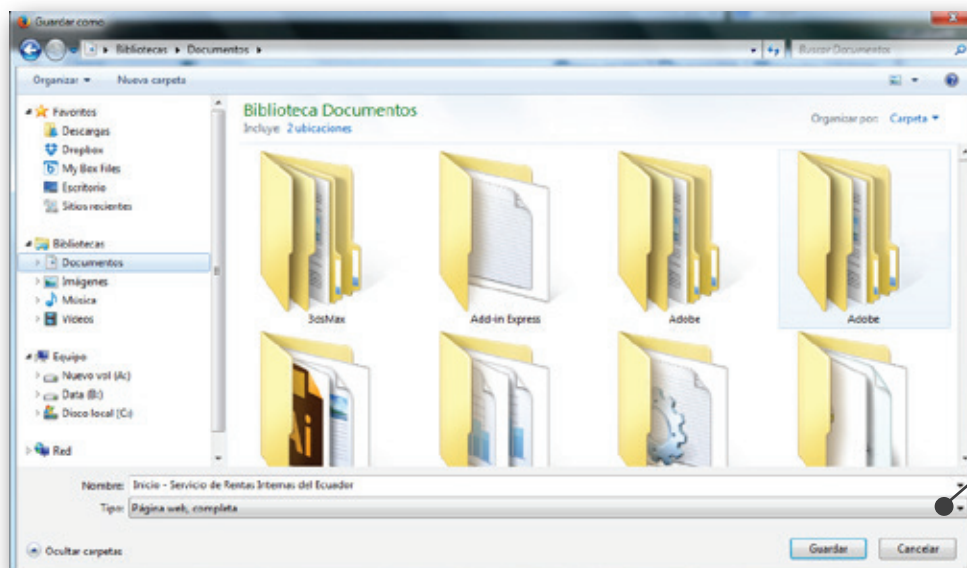 Guardar como
Bibliotecas ▸ Documentos ▸
Buscar Documentos
Organizar
Nueva carpeta
Favoritos
Descargas
Dropbox
My Box Files
Escritorio
Sitios recientes
Bibliotecas
Documentos
Imágenes
Música
Vídeos
Equipo
Nuevo vol (A:)
Data (B:)
Disco local (C:)
Red
Biblioteca Documentos
Incluye: 2 ubicaciones
Organizar por: Carpeta
3dsMax
Add-in Express
Adobe
Adobe
Ai
Nombre: Inicio - Servicio de Rentas Internas del Ecuador
Tipo: Página web, completa
Ocultar carpetas
Guardar
Cancelar